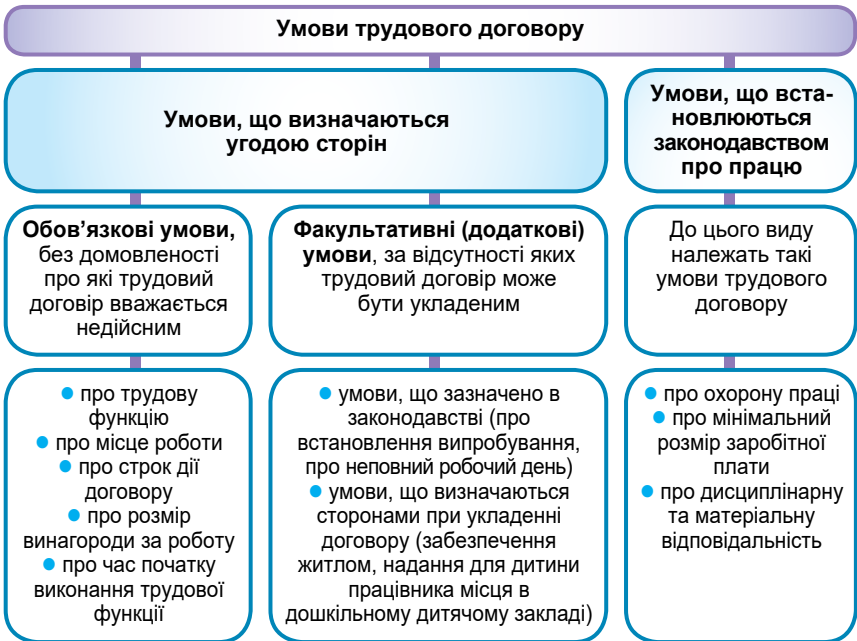 Умови трудового договору
Умови, що визначаються
угодою сторін
Умови, що вста-
новлюються
законодавством
про працю
Обов’язкові умови,
без домовленості
про які трудовий
договір вважається
недійсним
Факультативні (додаткові)
умови, за відсутності яких
трудовий договір може
бути укладеним
До цього виду
належать такі
умови трудового
договору
● про трудову
функцію
● про місце роботи
● про строк дії
договору
● про розмір
винагороди за роботу
● про час початку
виконання трудової
функції
● умови, що зазначено в
законодавстві (про
встановлення випробування,
про неповний робочий день)
● умови, що визначаються
сторонами при укладенні
договору (забезпечення
житлом, надання для дитини
працівника місця в
дошкільному дитячому закладі)
● про охорону праці
● про мінімальний
розмір заробітної
плати
● про дисциплінарну
та матеріальну
відповідальність